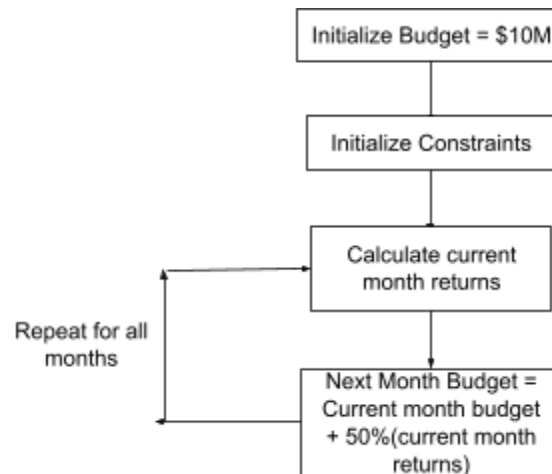 Initialize Budget = $10M
Initialize Constraints
Calculate current
month returns
Repeat for all
months
Next Month Budget =
Current month budget
+ 50%(current month
returns)